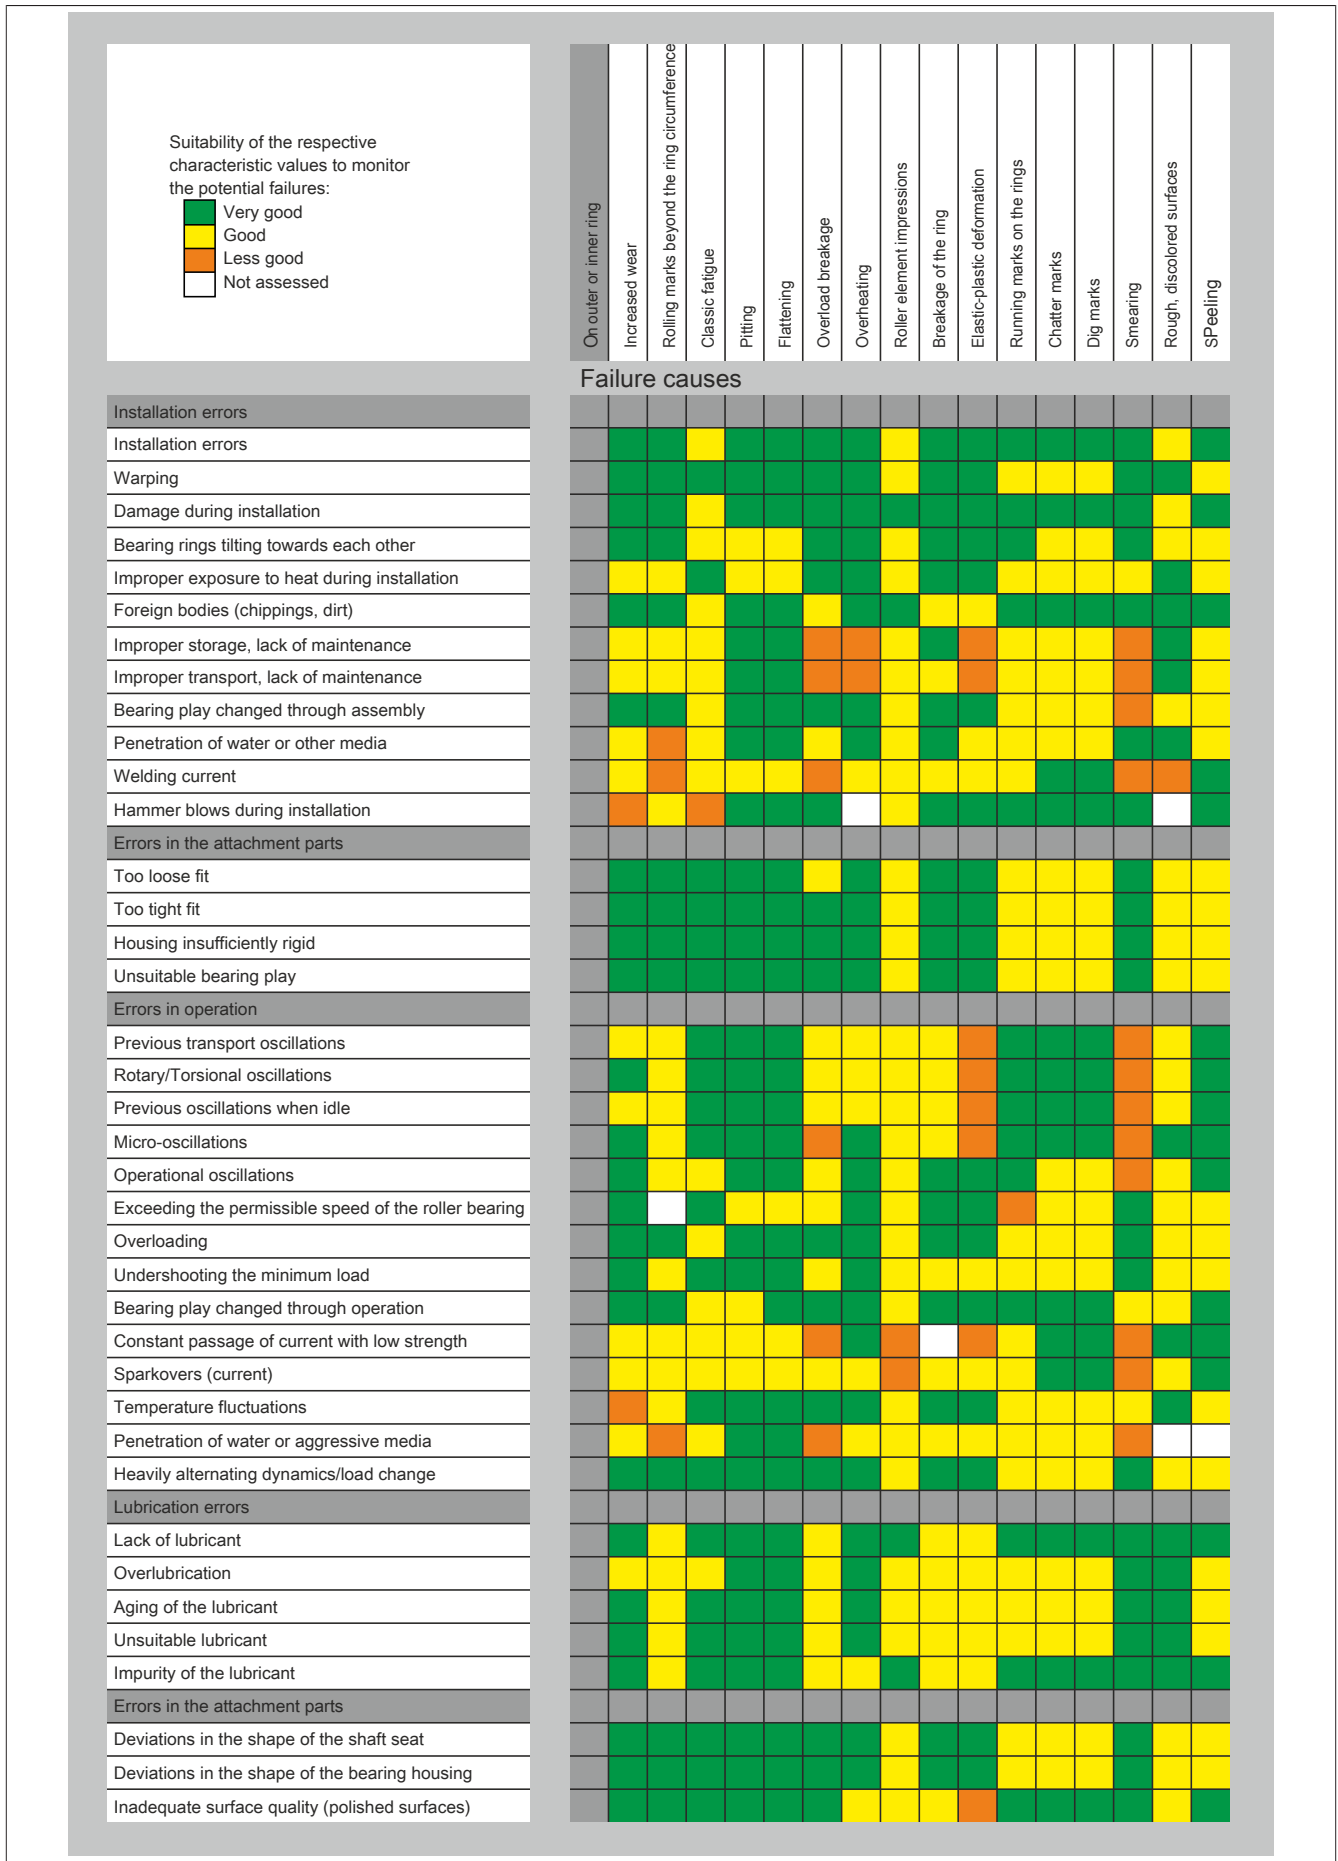 Suitability of the respective
characteristic values to monitor
the potential failures:
Very good
Good
Less good
Not assessed
On outer or inner ring
Increased wear
Rolling marks beyond the ring circumference
Classic fatigue
Pitting
Flattening
Overload breakage
Overheating
Roller element impressions
Breakage of the ring
Elastic-plastic deformation
Running marks on the rings
Chatter marks
Dig marks
Smearing
Rough, discolored surfaces
SPeeling
Failure causes
Installation errors
Installation errors
Warping
Damage during installation
Bearing rings tilting towards each other
Improper exposure to heat during installation
Foreign bodies (chippings, dirt)
Improper storage, lack of maintenance
Improper transport, lack of maintenance
Bearing play changed through assembly
Penetration of water or other media
Welding current
Hammer blows during installation
Errors in the attachment parts
Too loose fit
Too tight fit
Housing insufficiently rigid
Unsuitable bearing play
Errors in operation
Previous transport oscillations
Rotary/Torsional oscillations
Previous oscillations when idle
Micro-oscillations
Operational oscillations
Exceeding the permissible speed of the roller bearing
Overloading
Undershooting the minimum load
Bearing play changed through operation
Constant passage of current with low strength
Sparkovers (current)
Temperature fluctuations
Penetration of water or aggressive media
Heavily alternating dynamics/load change
Lubrication errors
Lack of lubricant
Overlubrication
Aging of the lubricant
Unsuitable lubricant
Impurity of the lubricant
Errors in the attachment parts
Deviations in the shape of the shaft seat
Deviations in the shape of the bearing housing
Inadequate surface quality (polished surfaces)